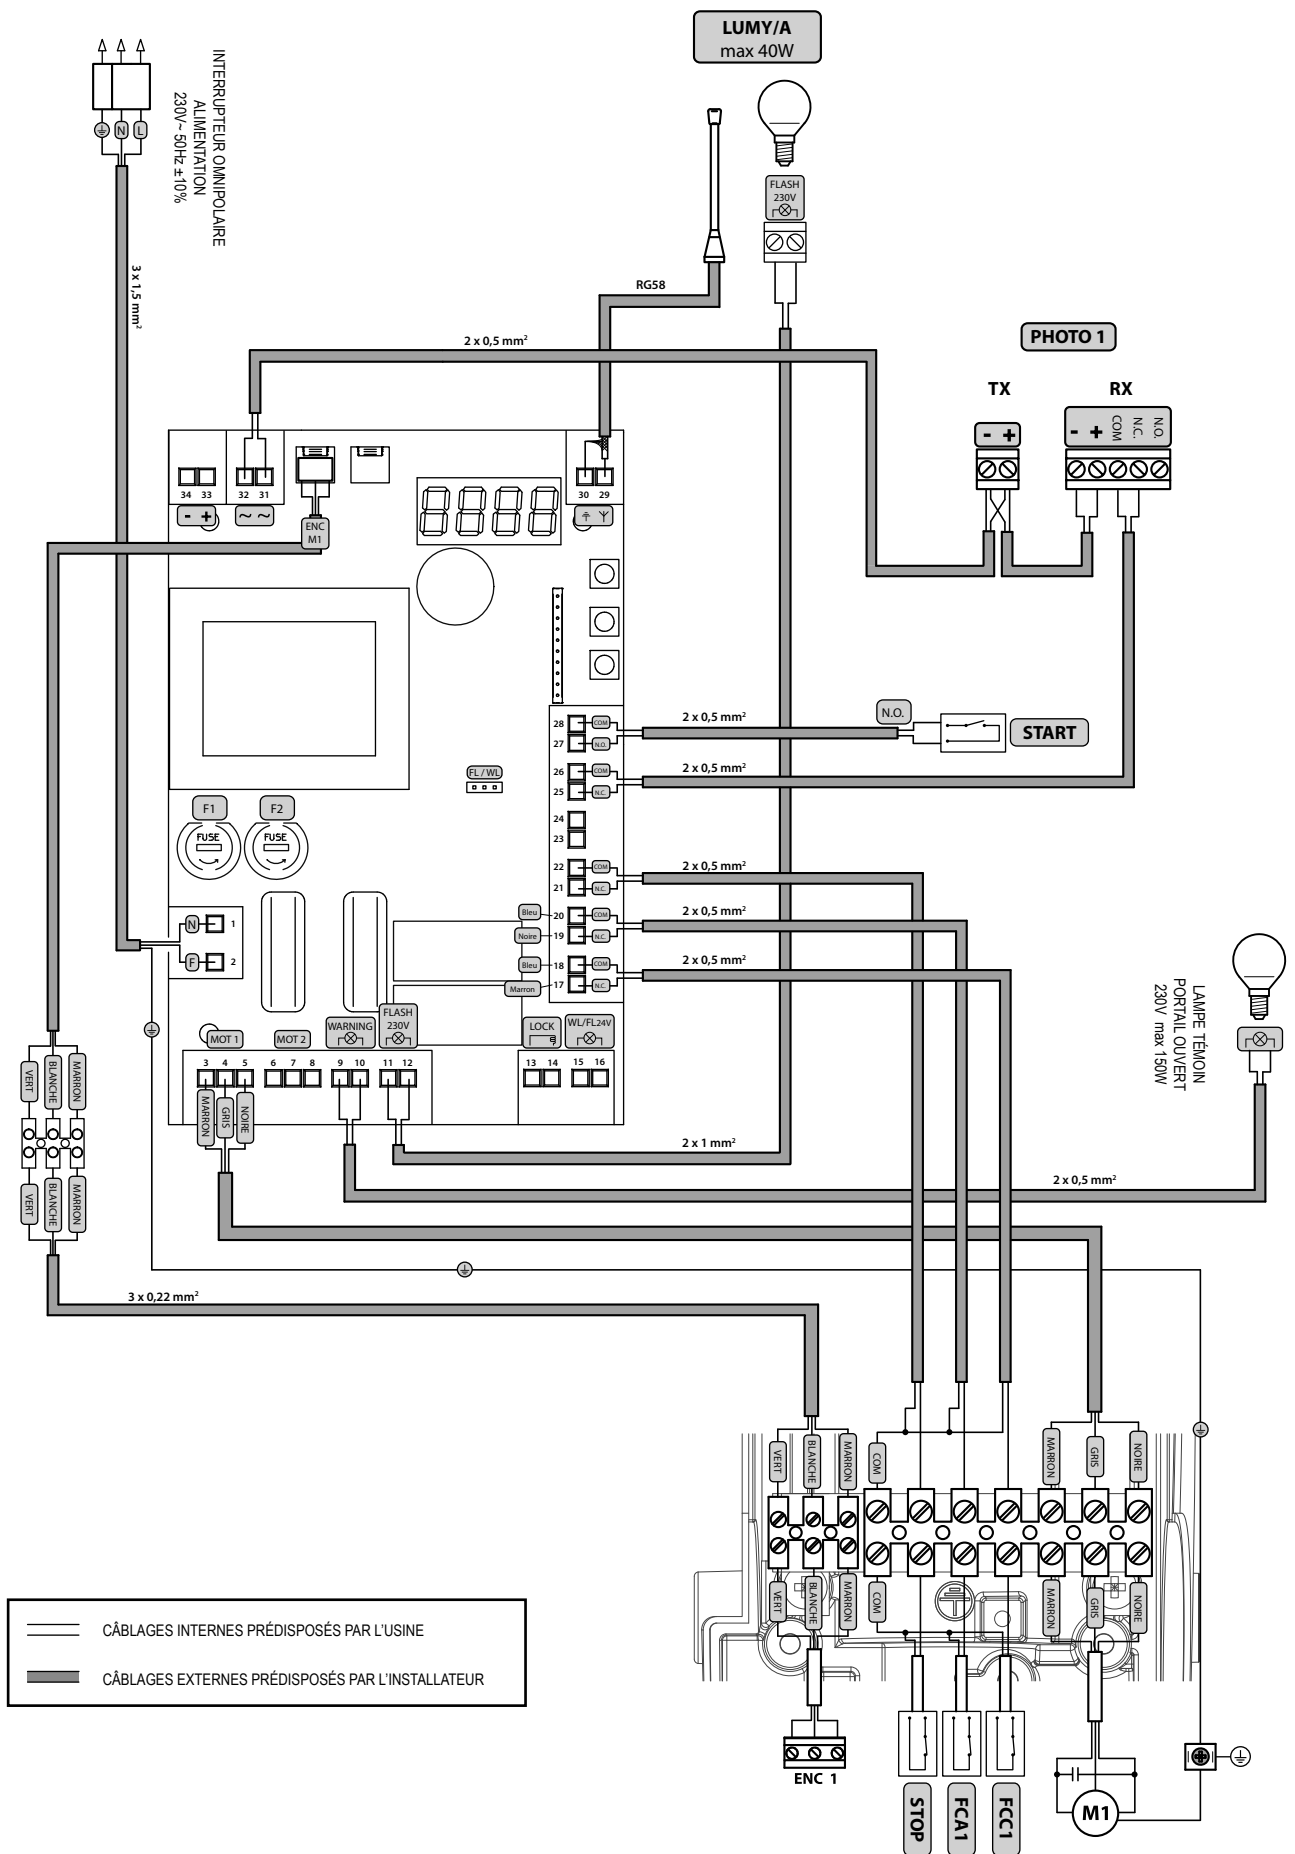 LUMY/A
max 40W
INTERRUPTEUR OMNIPOLAIRE
ALIMENTATION
230V~ 50Hz ±10%
N
L
3 x 1,5 mm²
FLASH
230V
RG58
2 x 0,5 mm²
PHOTO 1
TX
RX
- +
- + COM N.C. N.O.
34 33
32 31
30 29
- +
~ ~
ENC
M1
28 COM
27 N.O.
2 x 0,5 mm²
N.O.
START
26 COM
25 N.C.
2 x 0,5 mm²
FL / WL
F1
F2
FUSE
FUSE
24
23
22 COM
21 N.C.
2 x 0,5 mm²
Bleu 20 COM
Noire 19 N.C.
2 x 0,5 mm²
Bleu 18 COM
Marron 17 N.C.
2 x 0,5 mm²
N 1
F 2
LAMPE TÉMOIN
PORTAIL OUVERT
230V max 150W
MOT 1
MOT 2
WARNING
FLASH
230V
LOCK
WL/FL24V
3 4 5
6 7 8
9 10
11 12
13 14
15 16
MARRON
GRIS
NOIRE
VERT
BLANCHE
MARRON
2 x 1 mm²
2 x 0,5 mm²
VERT
BLANCHE
MARRON
3 x 0,22 mm²
VERT
BLANCHE
MARRON
COM
MARRON
GRIS
NOIRE
VERT
BLANCHE
MARRON
COM
MARRON
GRIS
NOIRE
CÂBLAGES INTERNES PRÉDISPOSÉS PAR L'USINE
CÂBLAGES EXTERNES PRÉDISPOSÉS PAR L'INSTALLATEUR
ENC 1
STOP
FCA1
FCC1
M1